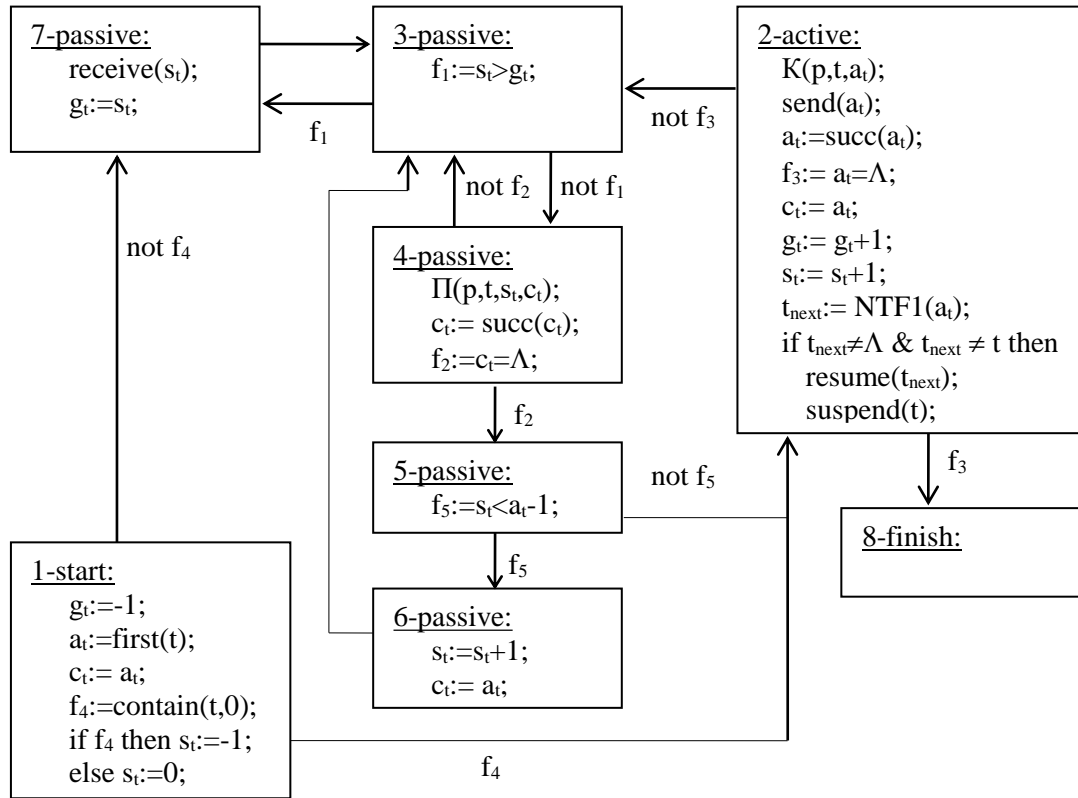 7-passive:
receive(sₜ);
gₜ:=sₜ;
3-passive:
f₁:=sₜ>gₜ;
2-active:
К(p,t,aₜ);
send(aₜ);
aₜ:=succ(aₜ);
f₃:= aₜ=Λ;
cₜ:= aₜ;
gₜ:= gₜ+1;
sₜ:= sₜ+1;
t_next:= NTF1(aₜ);
if t_next≠Λ & t_next ≠ t then
resume(t_next);
suspend(t);
f₁
not f₃
not f₂
not f₁
not f₄
4-passive:
П(p,t,sₜ,cₜ);
cₜ:= succ(cₜ);
f₂:=cₜ=Λ;
f₂
5-passive:
f₅:=sₜ<aₜ-1;
not f₅
f₃
f₅
8-finish:
1-start:
gₜ:=-1;
aₜ:=first(t);
cₜ:= aₜ;
f₄:=contain(t,0);
if f₄ then sₜ:=-1;
else sₜ:=0;
6-passive:
sₜ:=sₜ+1;
cₜ:= aₜ;
f₄